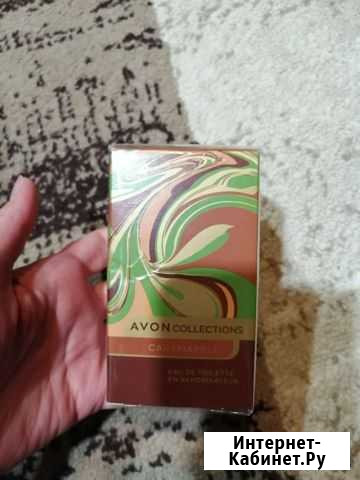 AVON COLLECTIONS
EAU DE TOILETTE
EN VAPORISATEUR
Интернет-
Кабинет.Ру